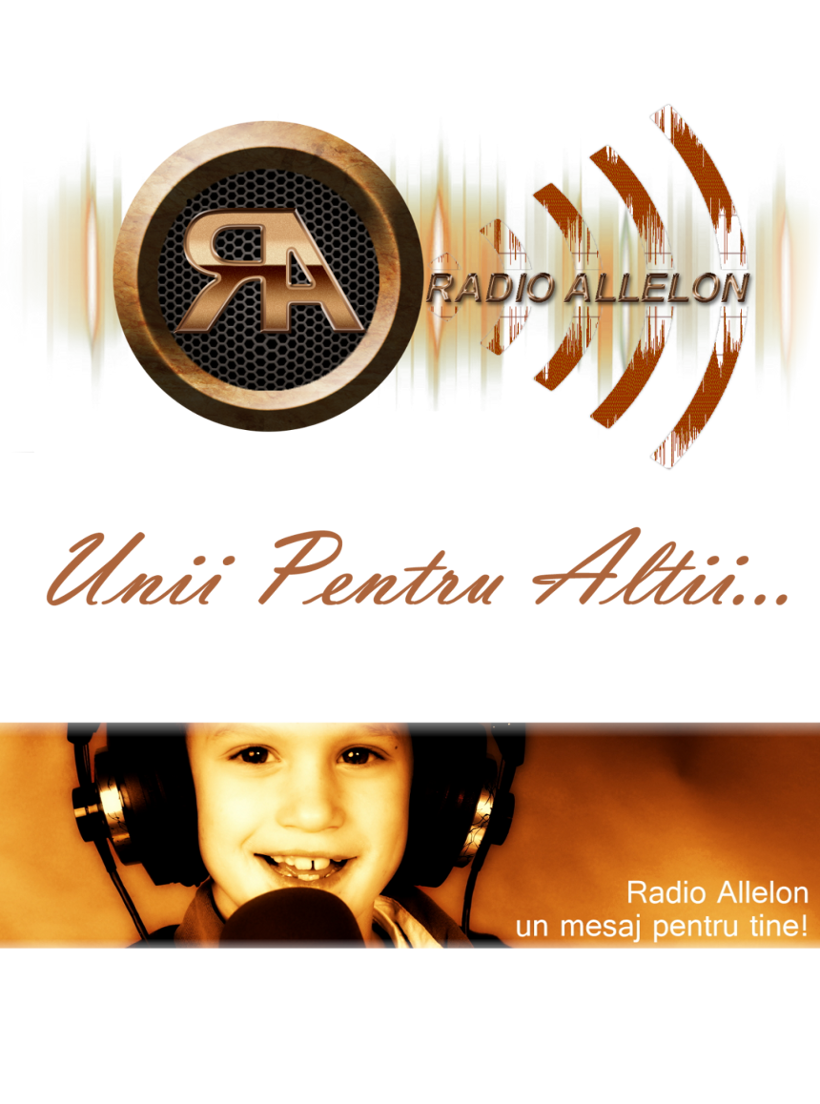 RA
RADIO ALLELON
Unii Pentru Altii...
Radio Allelon
un mesaj pentru tine!